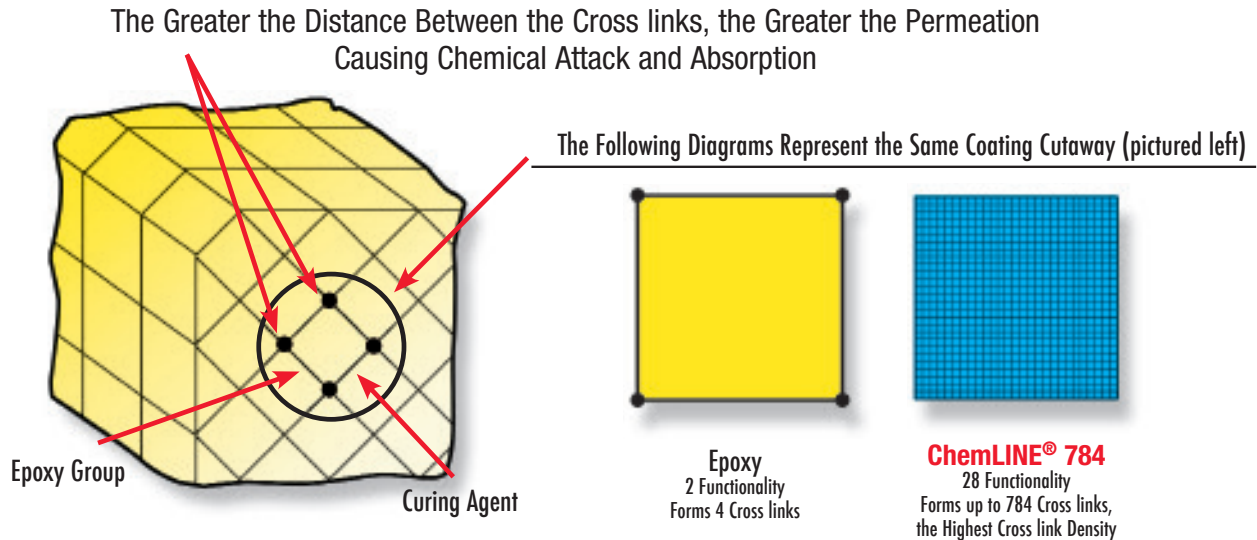 The Greater the Distance Between the Cross links, the Greater the Permeation
Causing Chemical Attack and Absorption
The Following Diagrams Represent the Same Coating Cutaway (pictured left)
Epoxy Group
Curing Agent
Epoxy
2 Functionality
Forms 4 Cross links
ChemLINE® 784
28 Functionality
Forms up to 784 Cross links,
the Highest Cross link Density